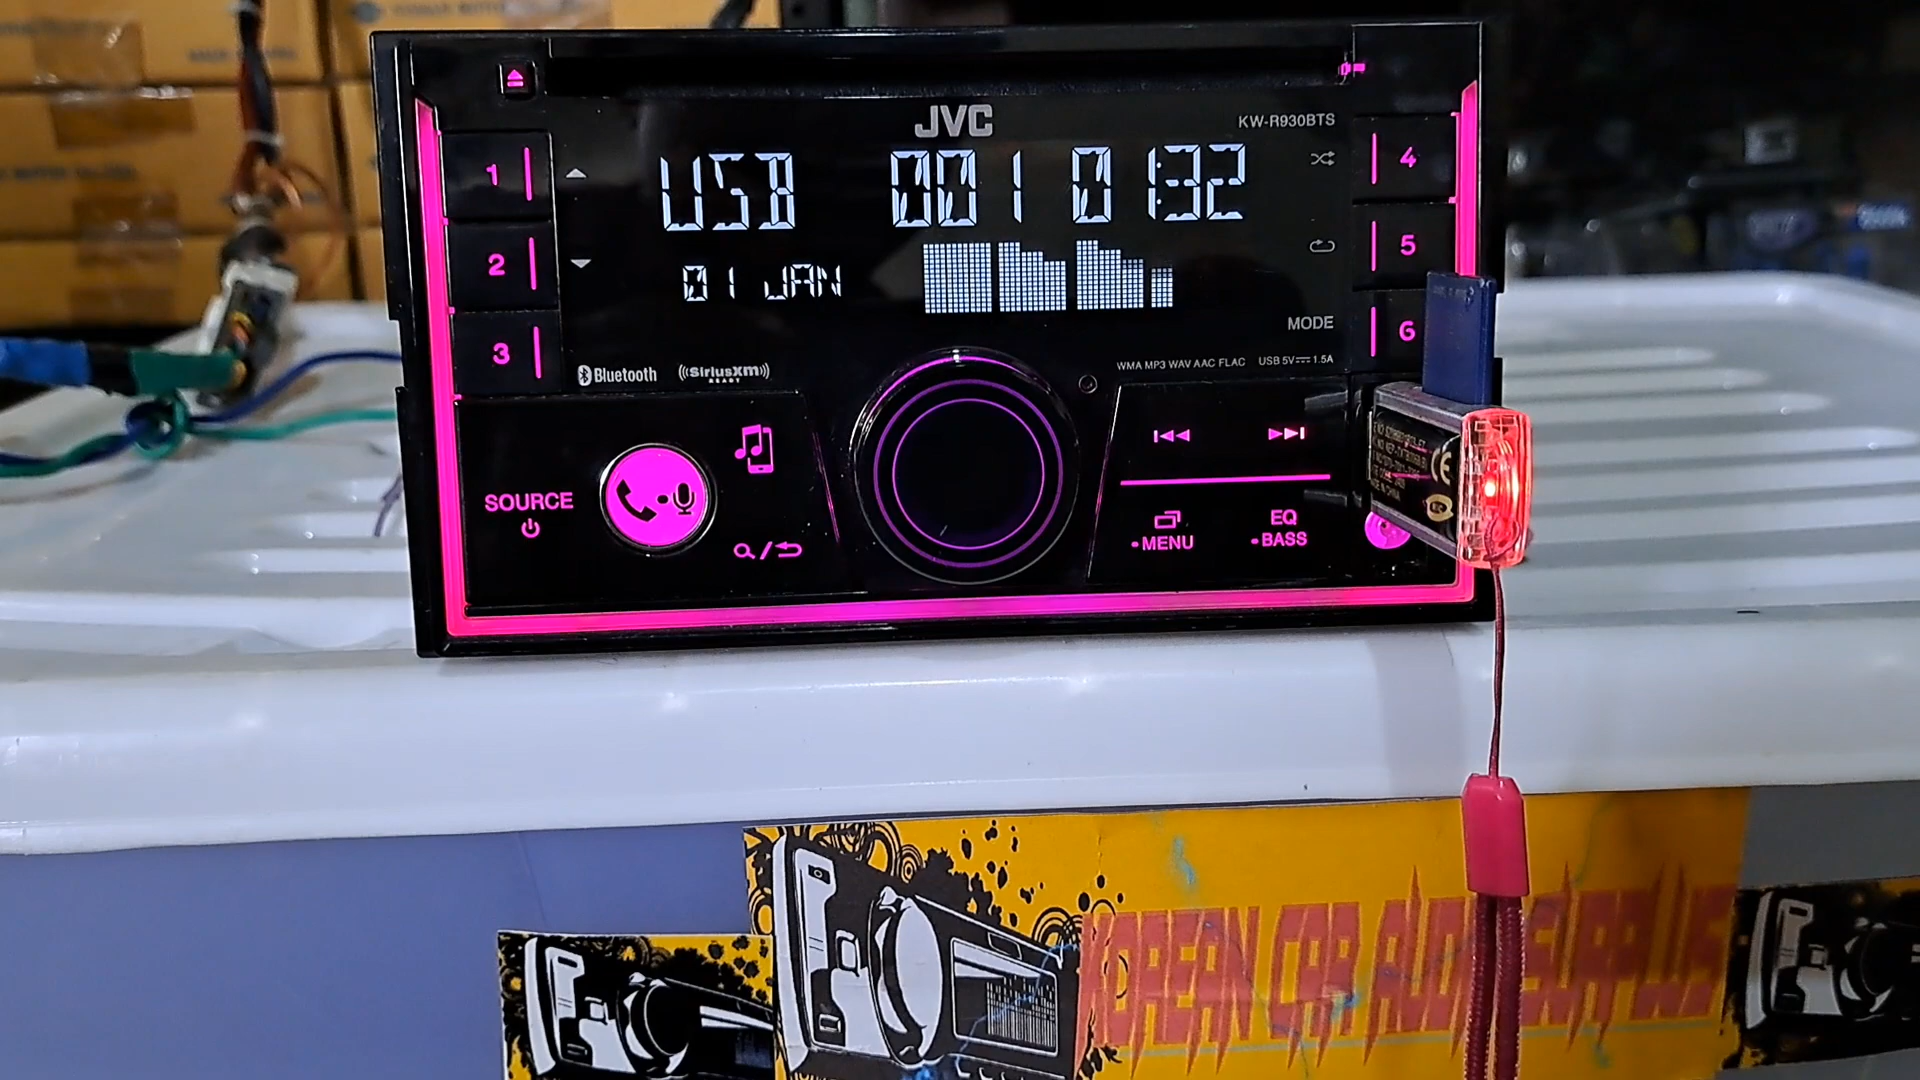 JVC
KW-R930BTS
USB 001 0:32
01 JAN
1
2
3
4
5
6
MODE
Bluetooth
((SiriusXm))
READY
WMA MP3 WAV AAC FLAC USB 5V 1.5A
SOURCE
MENU
EQ
BASS
KOREAN CAR AUDIO SURPLUS